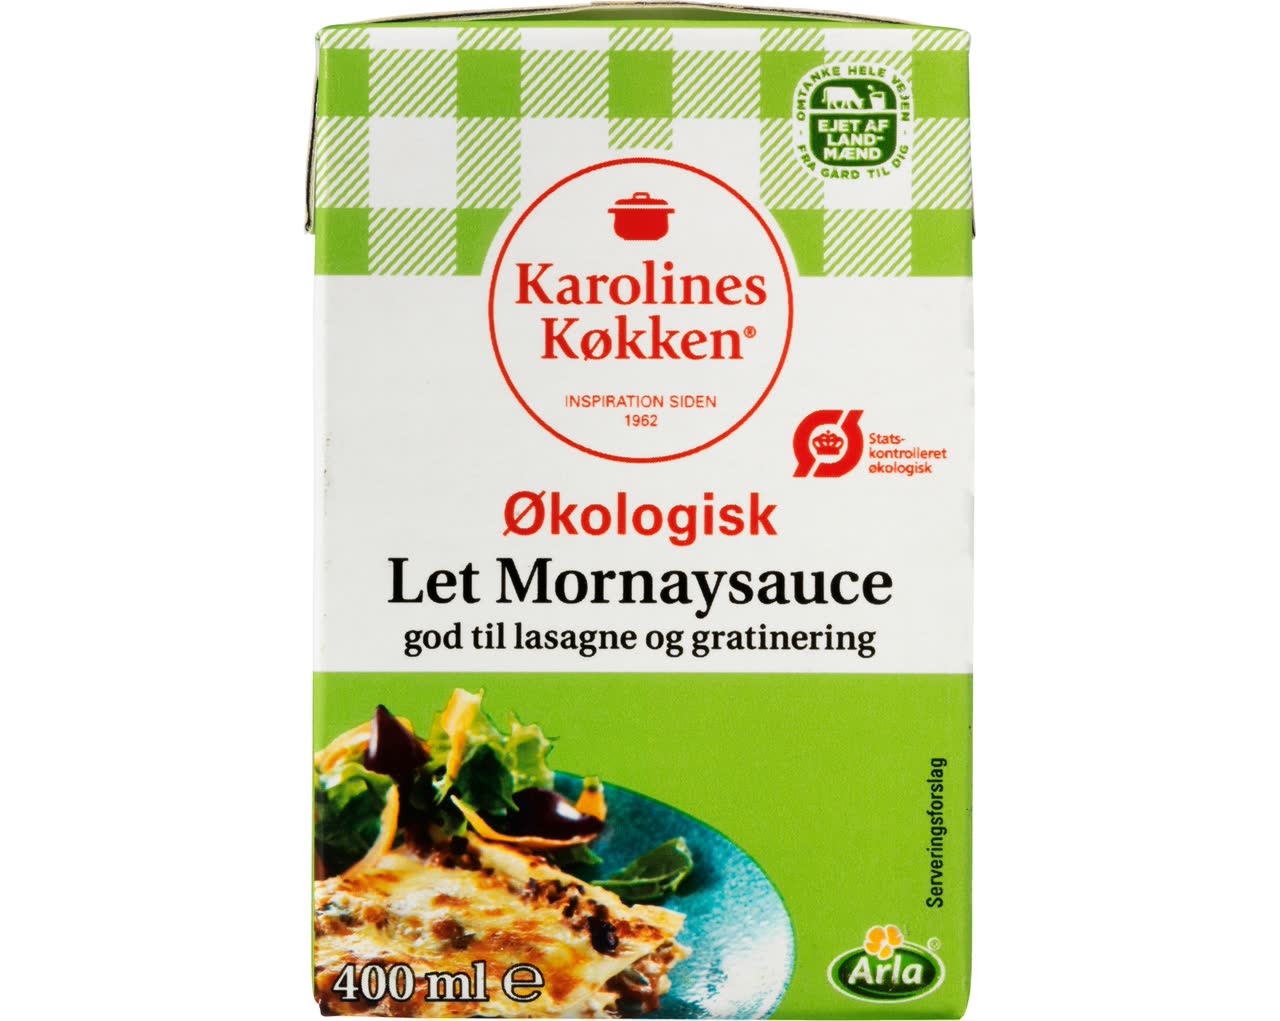 OMTANKE HELE VEJEN
EJET AF
LAND-
MÆND
FRA GÅRD TIL DIG
Karolines
Køkken®
INSPIRATION SIDEN
1962
Stats-
kontrolleret
økologisk
Økologisk
Let Mornaysauce
god til lasagne og gratinering
Serveringsforslag
400 ml ℮
Arla®